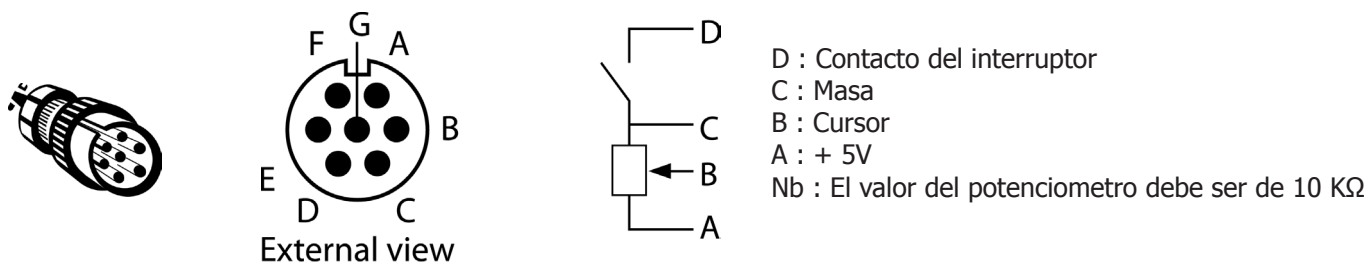 G
F A
B
E
D C
External view
D
C
B
A
D : Contacto del interruptor
C : Masa
B : Cursor
A : + 5V
Nb : El valor del potenciometro debe ser de 10 KΩ